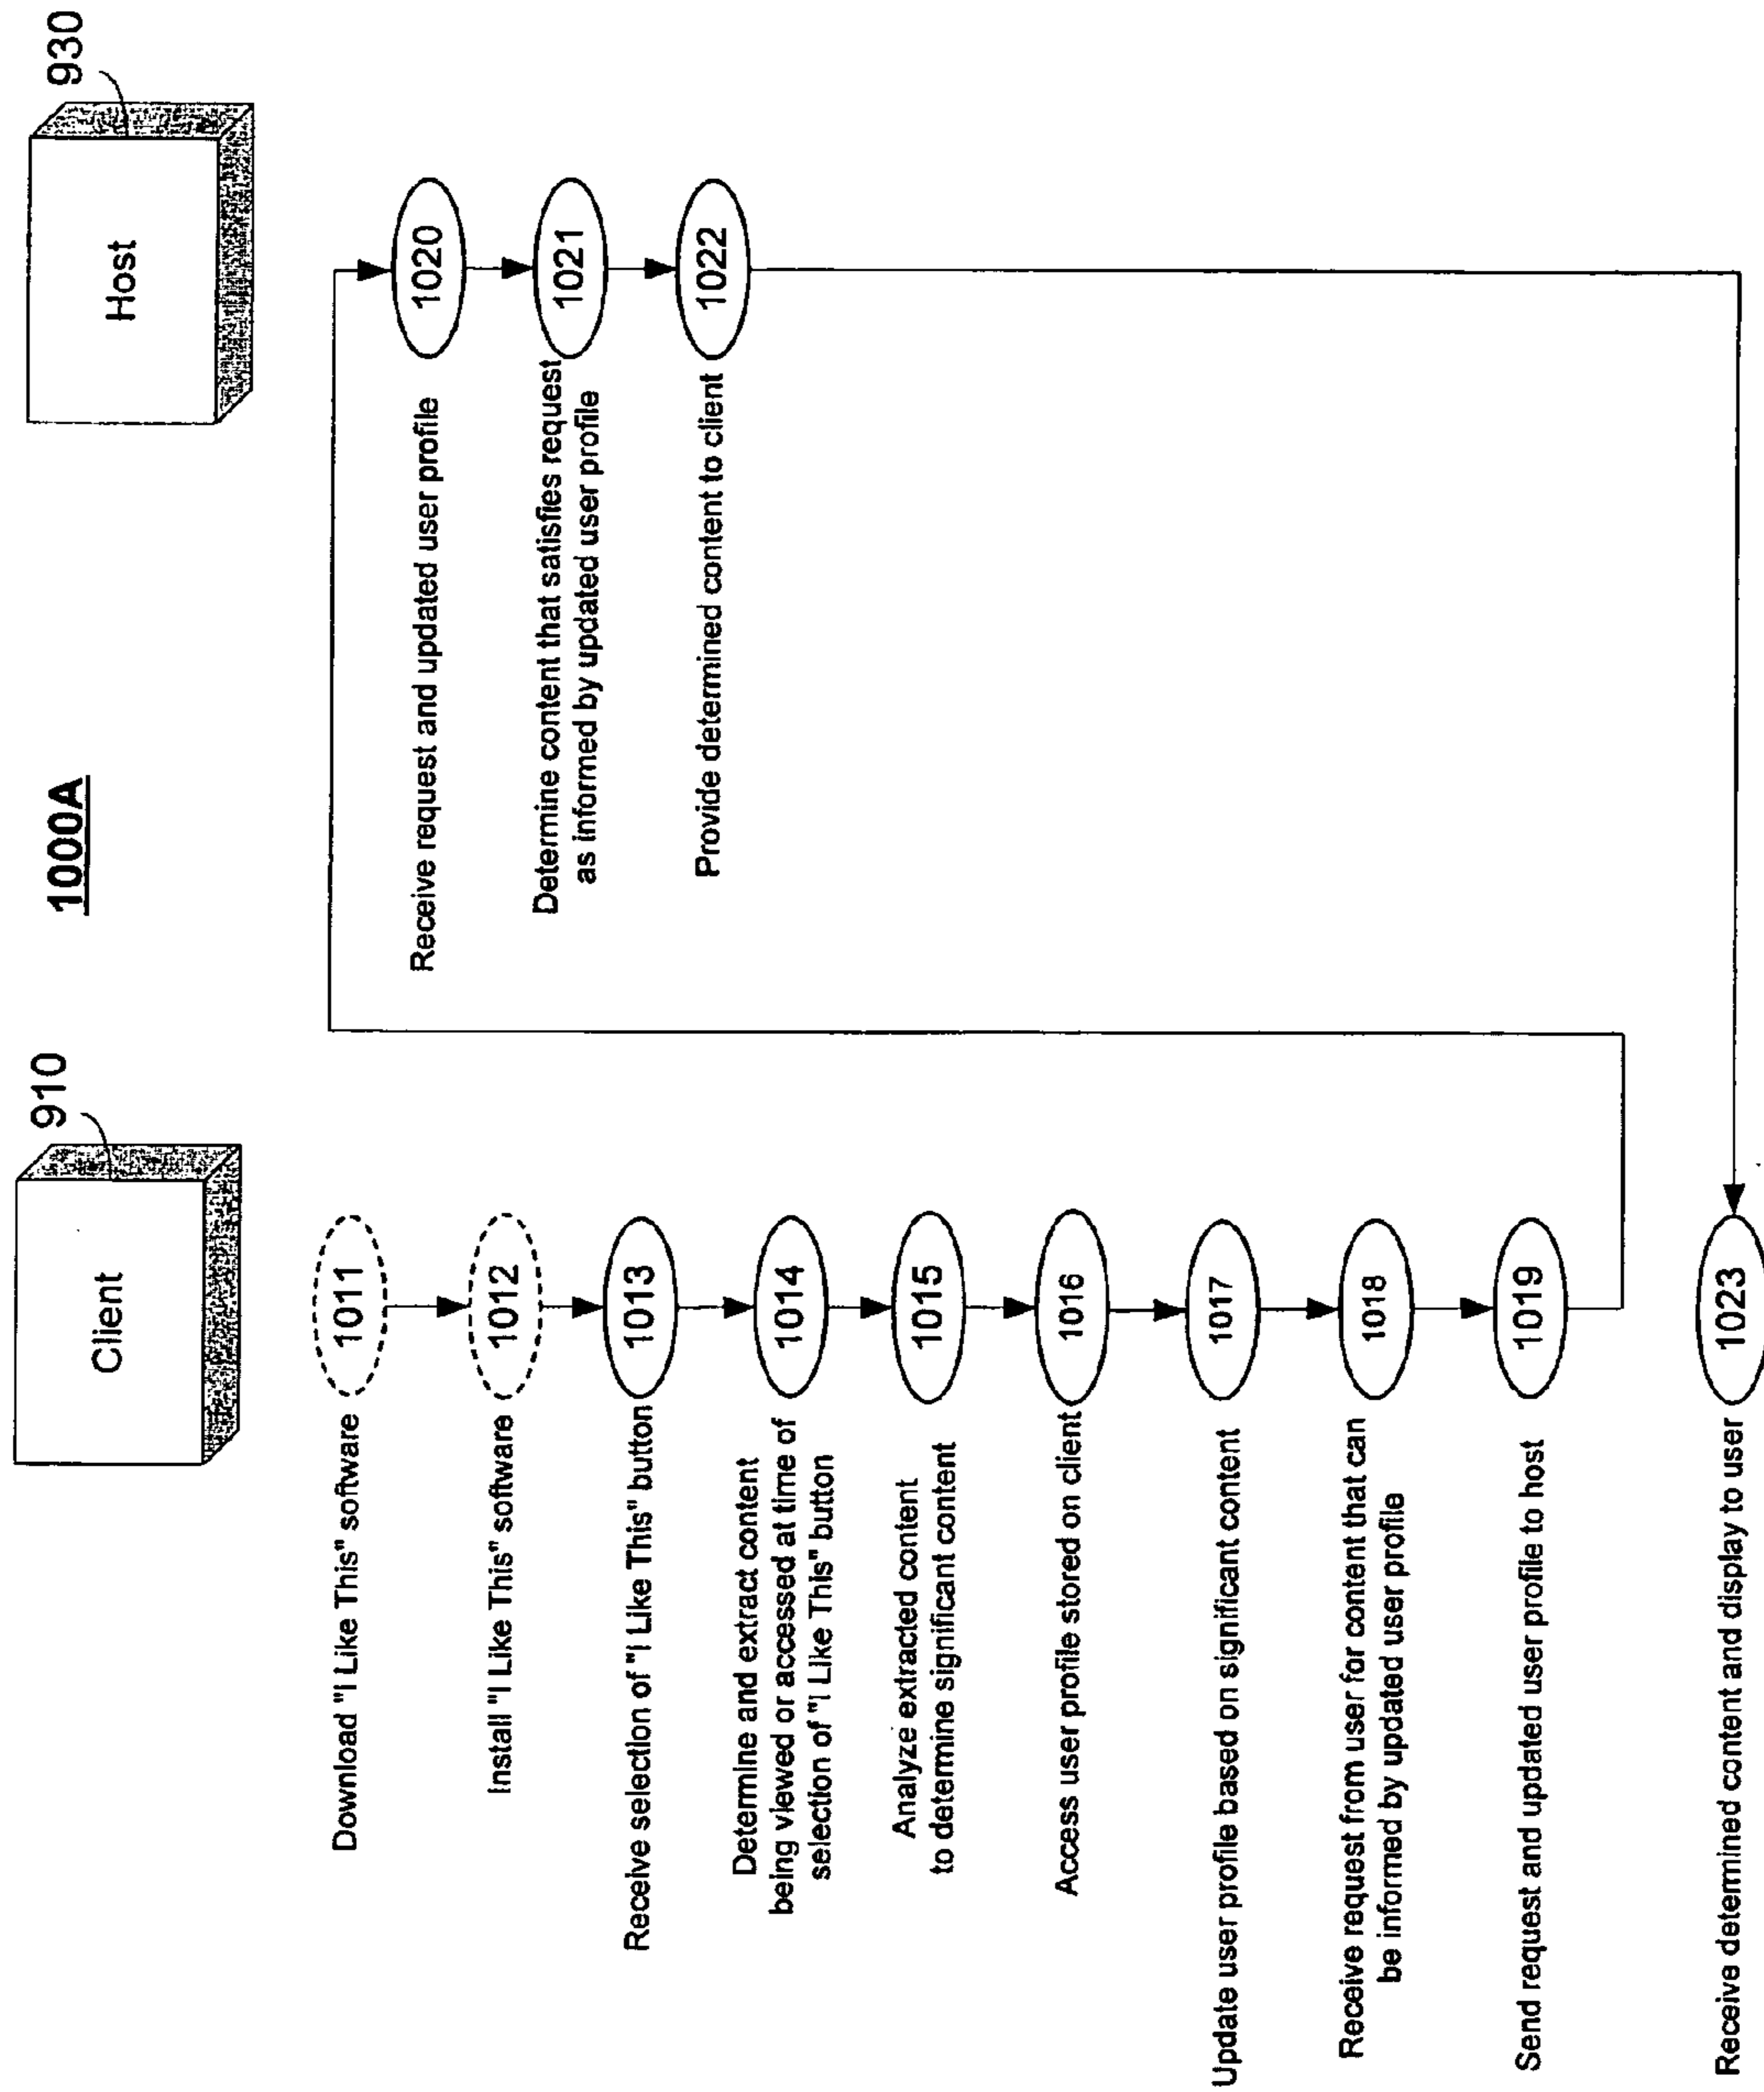 1000A
Client
910
Host
930
Download "I Like This" software
1011
Install "I Like This" software
1012
Receive selection of "I Like This" button
1013
Determine and extract content
being viewed or accessed at time of
selection of "I Like This" button
1014
Analyze extracted content
to determine significant content
1015
Access user profile stored on client
1016
Update user profile based on significant content
1017
Receive request from user for content that can
be informed by updated user profile
1018
Send request and updated user profile to host
1019
Receive request and updated user profile
1020
Determine content that satisfies request
as informed by updated user profile
1021
Provide determined content to client
1022
Receive determined content and display to user
1023